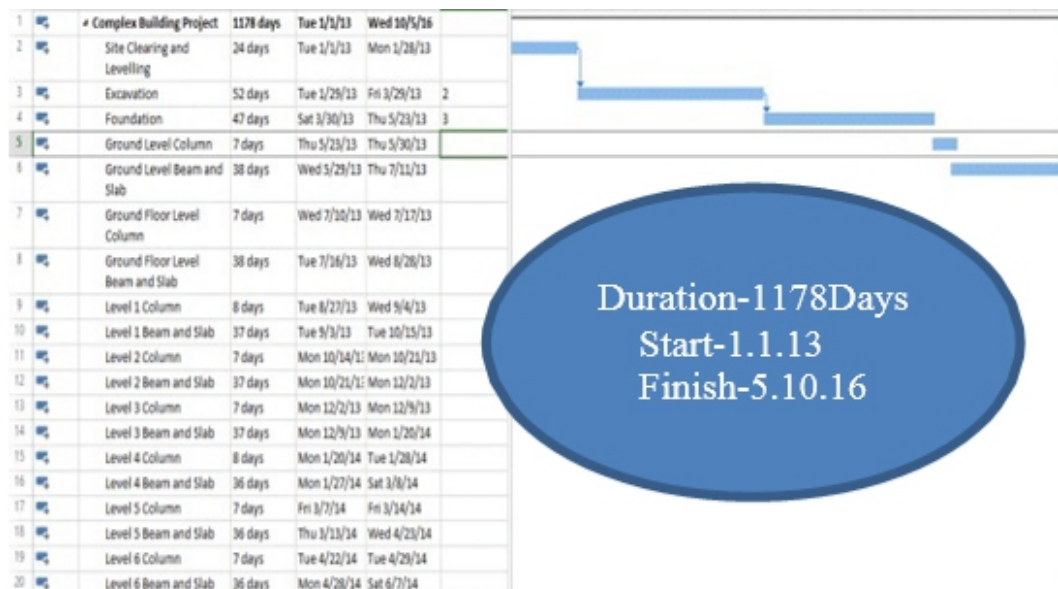 1 Complex Building Project 1178 days Tue 1/1/13 Wed 10/5/16
2 Site Clearing and 24 days Tue 1/1/13 Mon 1/28/13
Levelling
3 Excavation 52 days Tue 1/29/13 Fri 3/29/13 2
4 Foundation 47 days Sat 3/30/13 Thu 5/23/13 3
5 Ground Level Column 7 days Thu 5/23/13 Thu 5/30/13
6 Ground Level Beam and 38 days Wed 5/29/13 Thu 7/11/13
Slab
7 Ground Floor Level 7 days Wed 7/10/13 Wed 7/17/13
Column
8 Ground Floor Level 38 days Tue 7/16/13 Wed 8/28/13
Beam and Slab
9 Level 1 Column 8 days Tue 8/27/13 Wed 9/4/13
10 Level 1 Beam and Slab 37 days Tue 9/3/13 Tue 10/15/13
11 Level 2 Column 7 days Mon 10/14/13 Mon 10/21/13
12 Level 2 Beam and Slab 37 days Mon 10/21/13 Mon 12/2/13
13 Level 3 Column 7 days Mon 12/2/13 Mon 12/9/13
14 Level 3 Beam and Slab 37 days Mon 12/9/13 Mon 1/20/14
15 Level 4 Column 8 days Mon 1/20/14 Tue 1/28/14
16 Level 4 Beam and Slab 36 days Mon 1/27/14 Sat 3/8/14
17 Level 5 Column 7 days Fri 3/7/14 Fri 3/14/14
18 Level 5 Beam and Slab 36 days Thu 3/13/14 Wed 4/23/14
19 Level 6 Column 7 days Tue 4/22/14 Tue 4/29/14
20 Level 6 Beam and Slab 36 days Mon 4/28/14 Sat 6/7/14
Duration-1178Days
Start-1.1.13
Finish-5.10.16